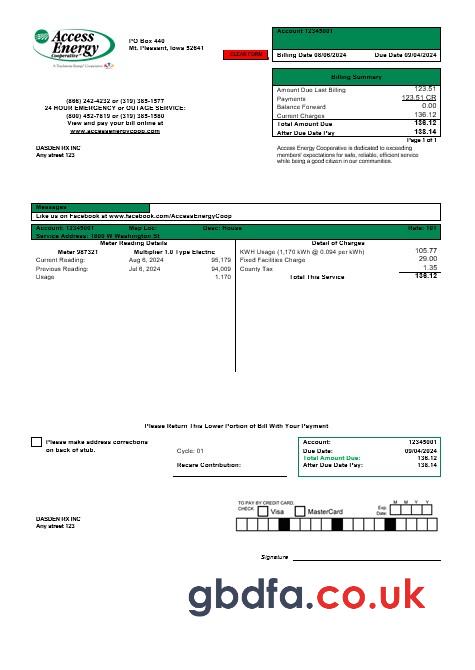 Access
Energy
Cooperative
PO Box 440
Mt. Pleasant, Iowa 52641
CLEAR FORM
Account 12345001
Billing Date 08/06/2024 Due Date 09/04/2024
Billing Summary
Amount Due Last Billing 123.51
Payments 123.51 CR
Balance Forward 0.00
Current Charges 136.12
Total Amount Due 136.12
After Due Date Pay 138.14
Page 1 of 1
(866) 242-4232 or (319) 385-1577
24 HOUR EMERGENCY or OUTAGE SERVICE:
(800) 452-7819 or (319) 385-1580
View and pay your bill online at
www.accessenergycoop.com
DASDEN RX INC
Any street 123
Access Energy Cooperative is dedicated to exceeding
members' expectations for safe, reliable, efficient service
while being a good citizen in our communities.
Messages
Like us on Facebook at www.facebook.com/AccessEnergyCoop
Account: 12345001 Map Loc: Desc: House Rate: 101
Service Address: 1800 W Washington St
Meter Reading Details
Meter 987321 Multiplier 1.0 Type Electric
Current Reading: Aug 6, 2024 95,179
Previous Reading: Jul 6, 2024 94,009
Usage 1,170
Detail of Charges
KWH Usage (1,170 kWh @ 0.094 per kWh) 105.77
Fixed Facilities Charge 29.00
County Tax 1.35
Total This Service 136.12
Please Return This Lower Portion of Bill With Your Payment
Please make address corrections
on back of stub.
Cycle: 01
Recare Contribution:
Account: 12345001
Due Date: 09/04/2024
Total Amount Due: 136.12
After Due Date Pay: 138.14
DASDEN RX INC
Any street 123
TO PAY BY CREDIT CARD,
CHECK: Visa MasterCard
Exp. Date: M M Y Y
Signature
gbdfa.co.uk